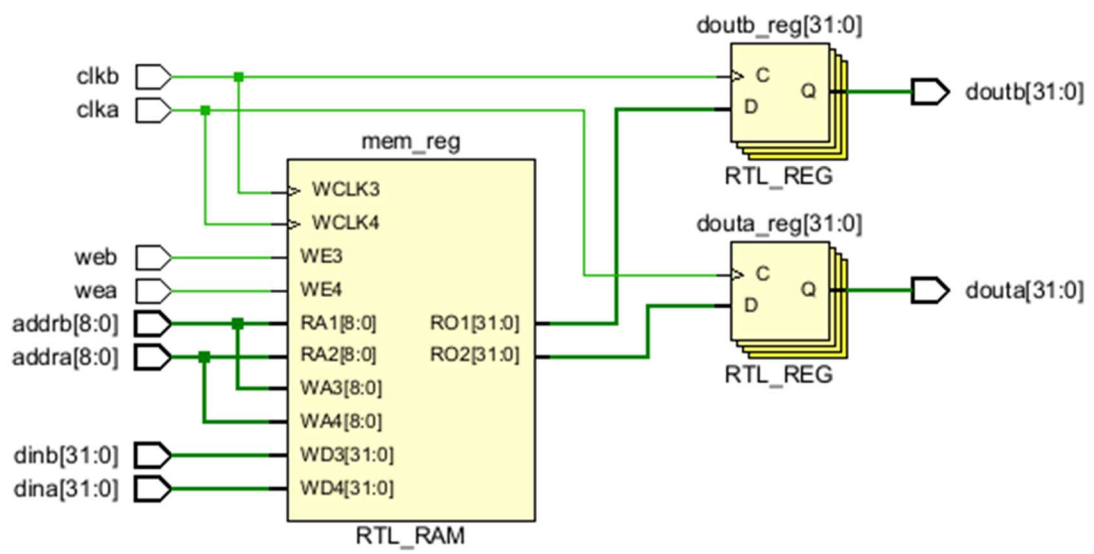 doutb_reg[31:0]
clkb
C
Q
doutb[31:0]
clka
D
mem_reg
RTL_REG
WCLK3
WCLK4
douta_reg[31:0]
web
WE3
C
wea
WE4
Q
douta[31:0]
D
addrb[8:0]
RA1[8:0]
RO1[31:0]
addra[8:0]
RA2[8:0]
RO2[31:0]
RTL_REG
WA3[8:0]
WA4[8:0]
dinb[31:0]
WD3[31:0]
dina[31:0]
WD4[31:0]
RTL_RAM